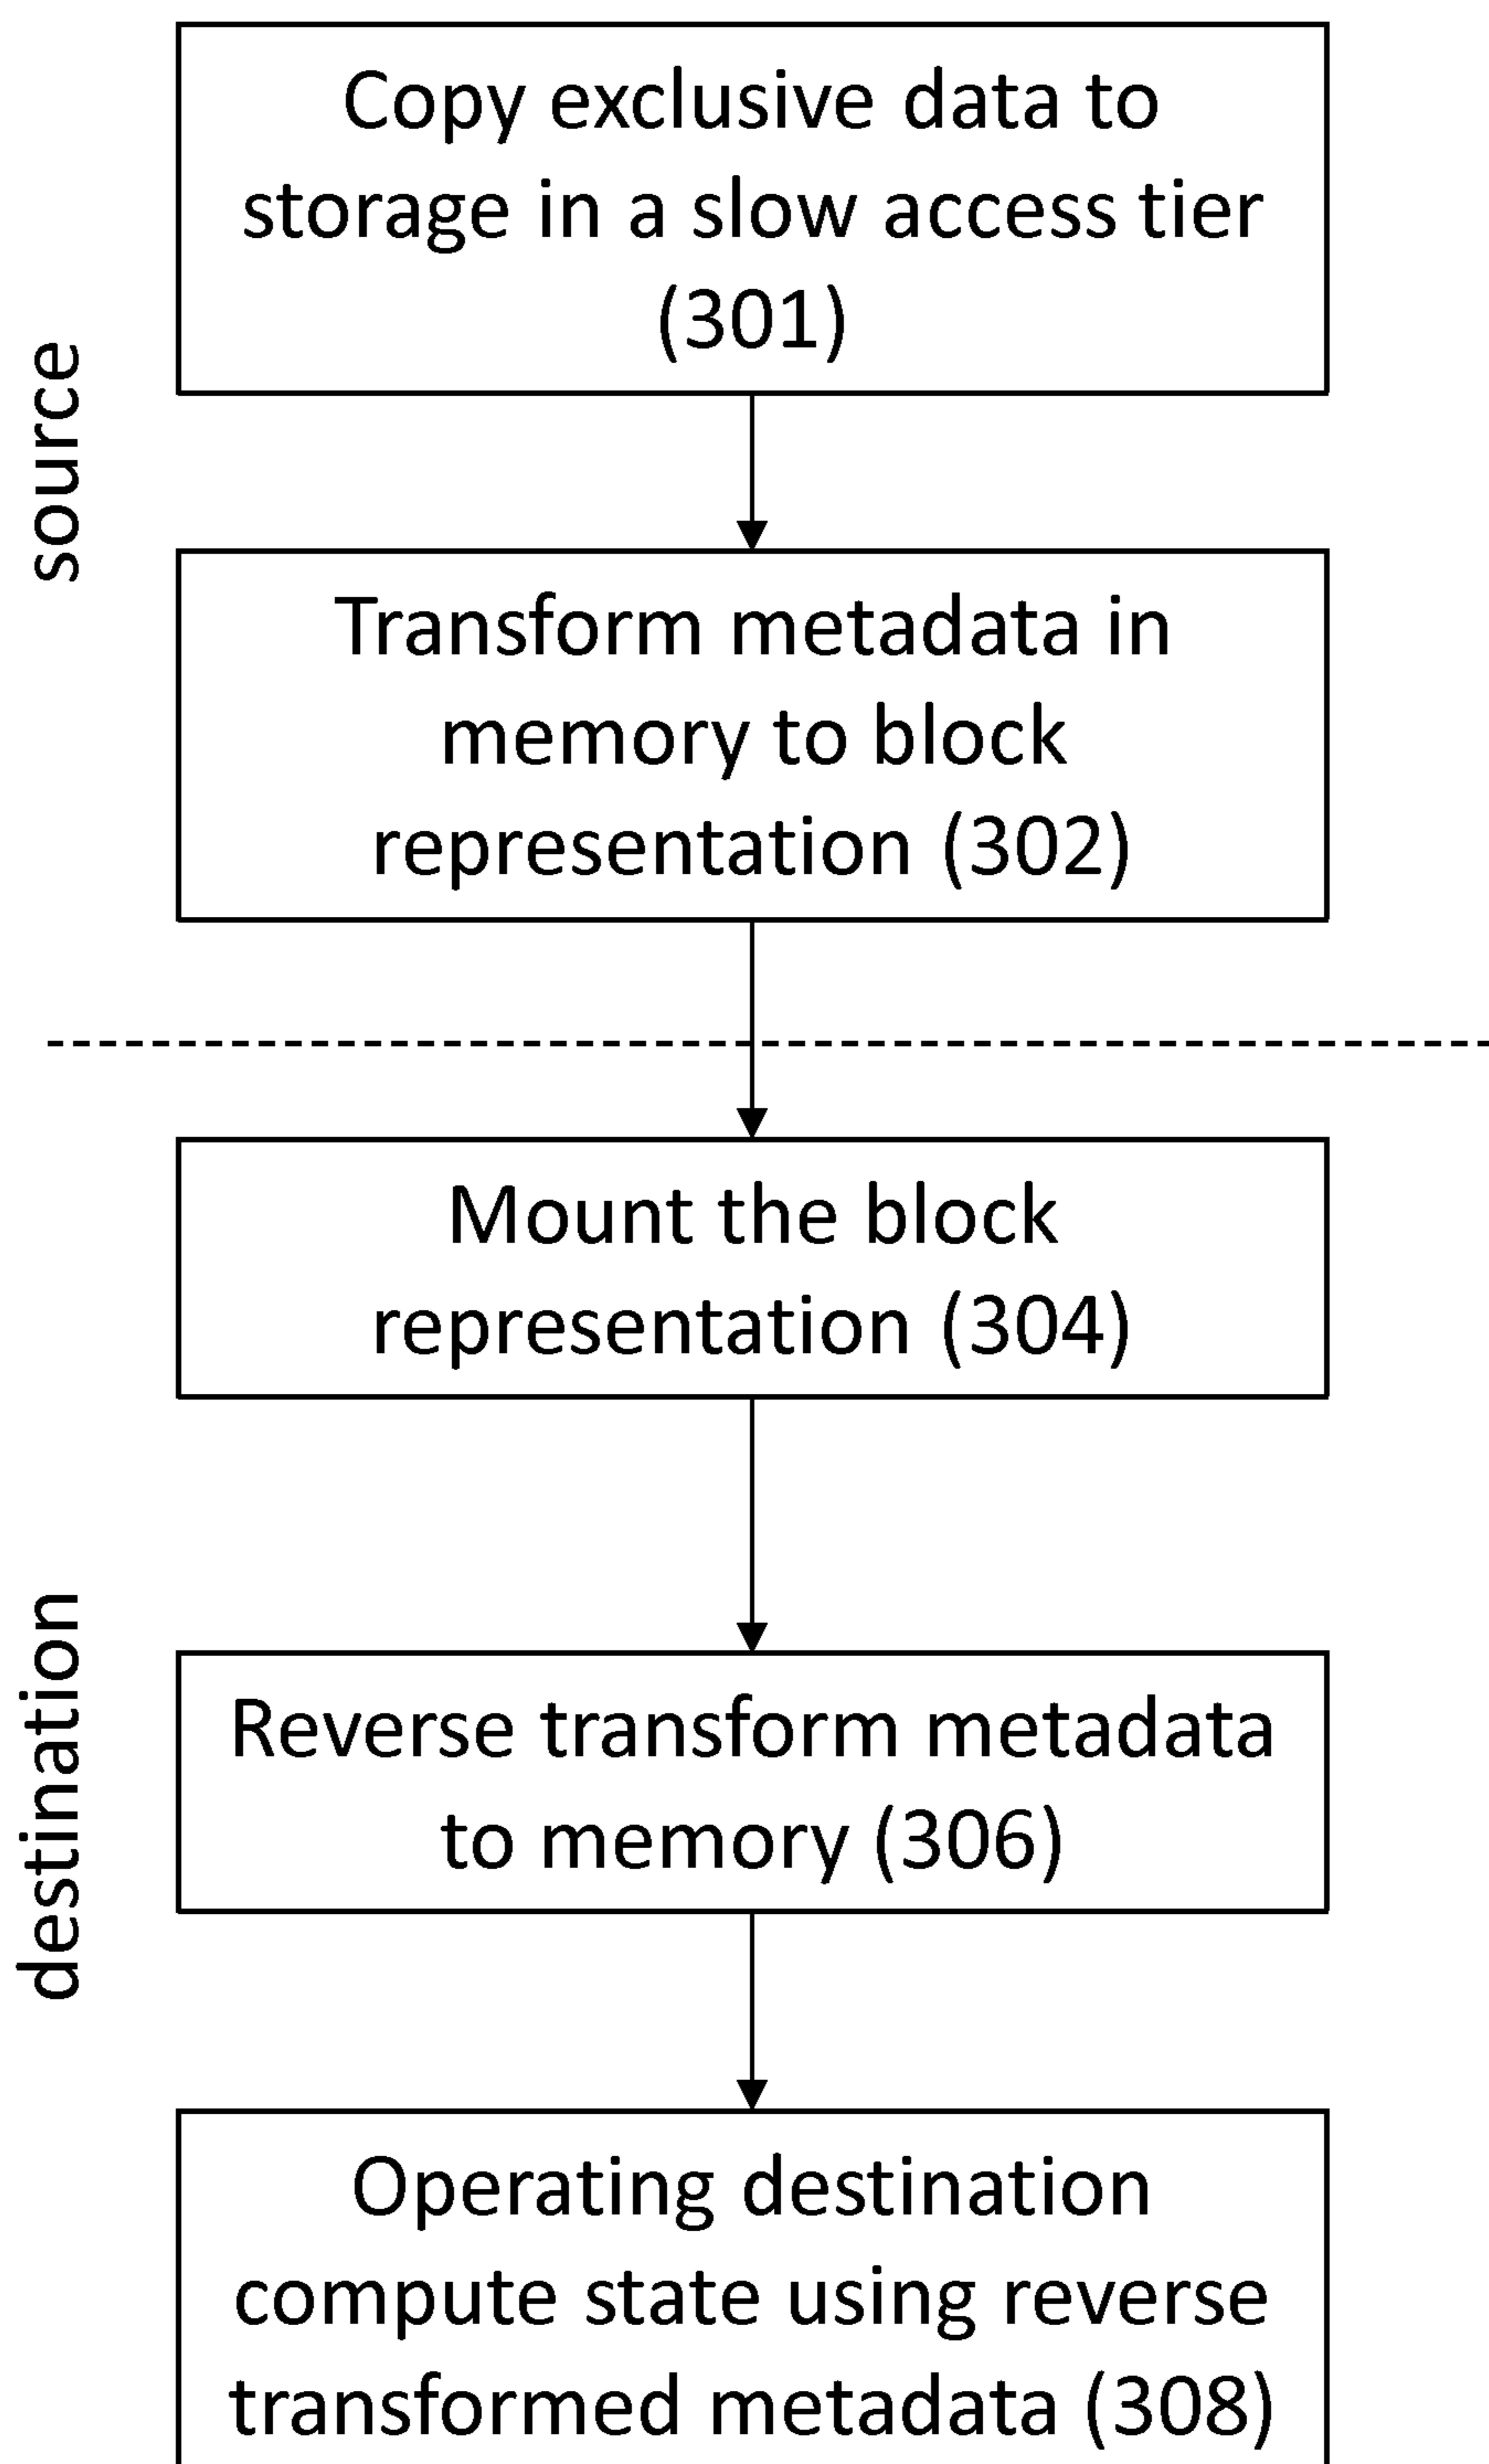 source
Copy exclusive data to
storage in a slow access tier
(301)
Transform metadata in
memory to block
representation (302)
destination
Mount the block
representation (304)
Reverse transform metadata
to memory (306)
Operating destination
compute state using reverse
transformed metadata (308)